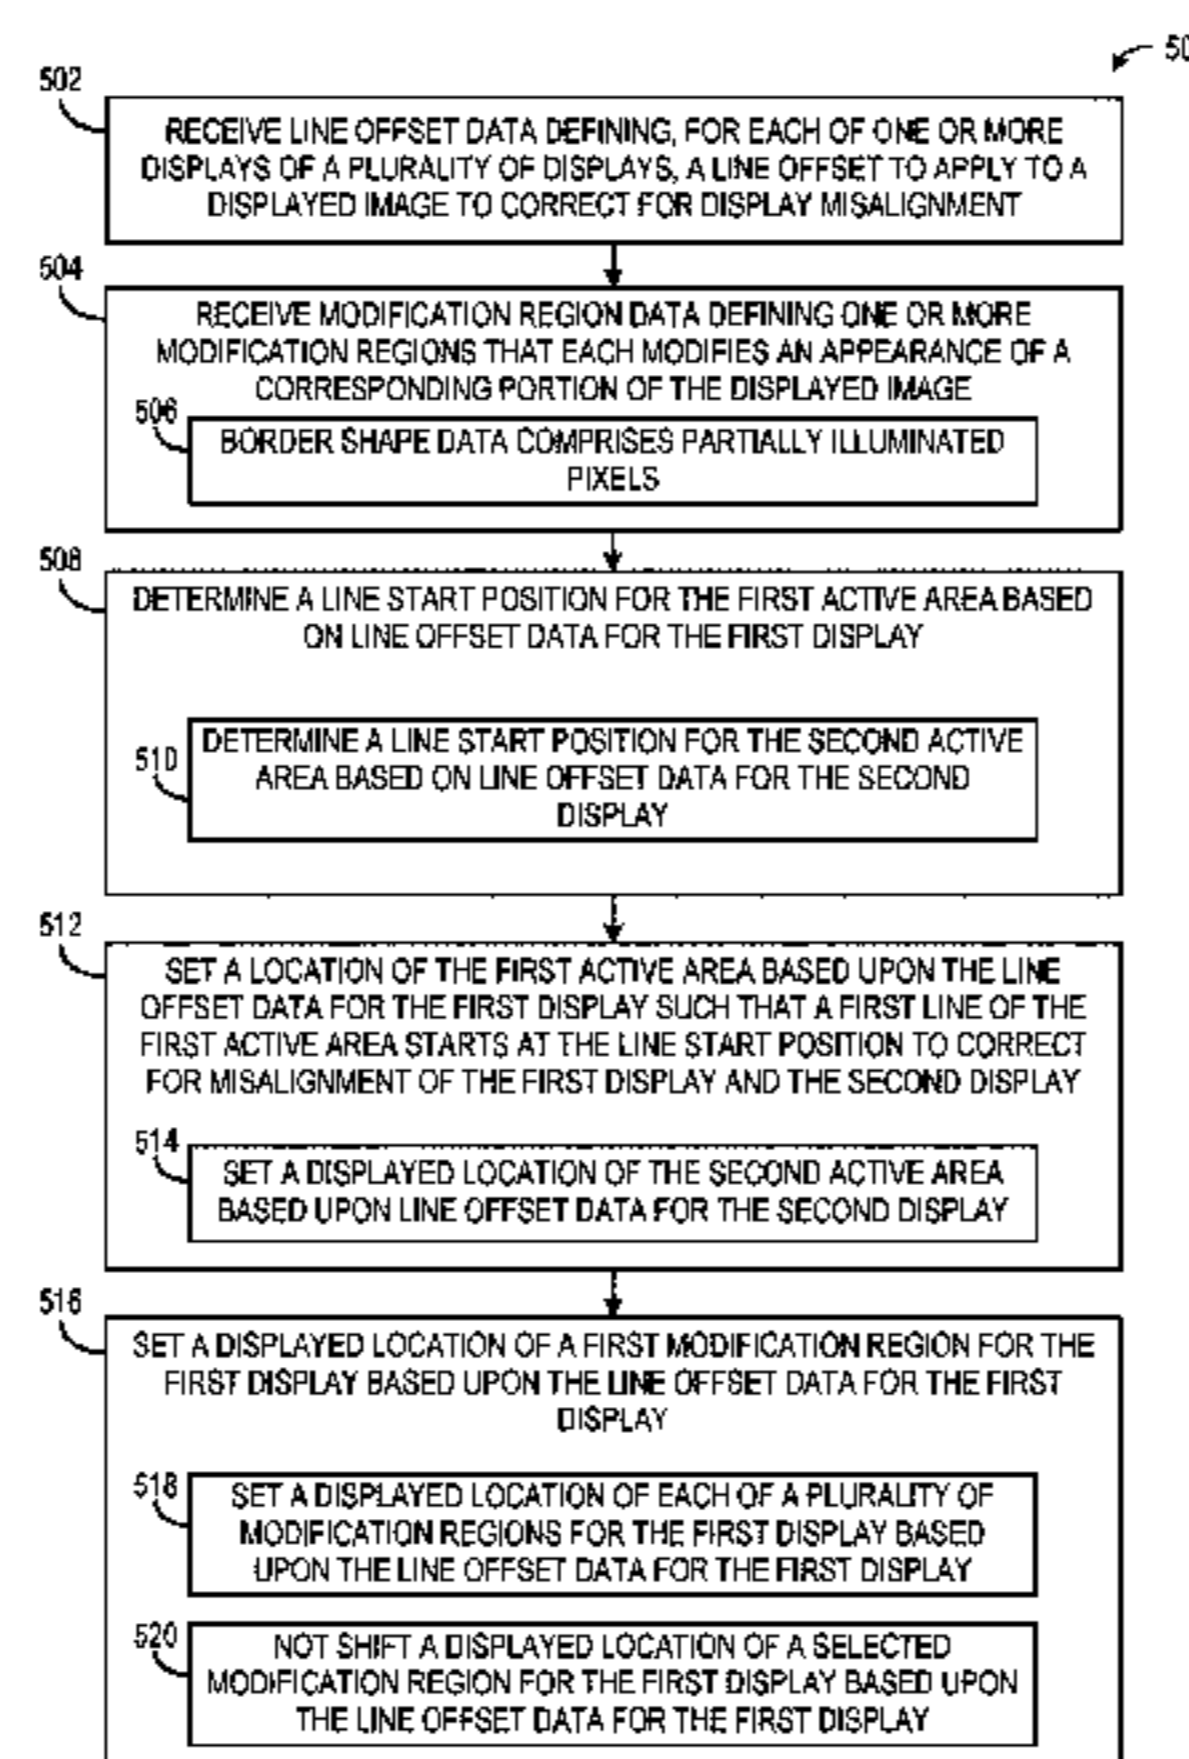 50
502
RECEIVE LINE OFFSET DATA DEFINING, FOR EACH OF ONE OR MORE
DISPLAYS OF A PLURALITY OF DISPLAYS, A LINE OFFSET TO APPLY TO A
DISPLAYED IMAGE TO CORRECT FOR DISPLAY MISALIGNMENT
504
RECEIVE MODIFICATION REGION DATA DEFINING ONE OR MORE
MODIFICATION REGIONS THAT EACH MODIFIES AN APPEARANCE OF A
CORRESPONDING PORTION OF THE DISPLAYED IMAGE
506
BORDER SHAPE DATA COMPRISES PARTIALLY ILLUMINATED
PIXELS
508
DETERMINE A LINE START POSITION FOR THE FIRST ACTIVE AREA BASED
ON LINE OFFSET DATA FOR THE FIRST DISPLAY
510
DETERMINE A LINE START POSITION FOR THE SECOND ACTIVE
AREA BASED ON LINE OFFSET DATA FOR THE SECOND
DISPLAY
512
SET A LOCATION OF THE FIRST ACTIVE AREA BASED UPON THE LINE
OFFSET DATA FOR THE FIRST DISPLAY SUCH THAT A FIRST LINE OF THE
FIRST ACTIVE AREA STARTS AT THE LINE START POSITION TO CORRECT
FOR MISALIGNMENT OF THE FIRST DISPLAY AND THE SECOND DISPLAY
514
SET A DISPLAYED LOCATION OF THE SECOND ACTIVE AREA
BASED UPON LINE OFFSET DATA FOR THE SECOND DISPLAY
516
SET A DISPLAYED LOCATION OF A FIRST MODIFICATION REGION FOR THE
FIRST DISPLAY BASED UPON THE LINE OFFSET DATA FOR THE FIRST
DISPLAY
518
SET A DISPLAYED LOCATION OF EACH OF A PLURALITY OF
MODIFICATION REGIONS FOR THE FIRST DISPLAY BASED
UPON THE LINE OFFSET DATA FOR THE FIRST DISPLAY
520
NOT SHIFT A DISPLAYED LOCATION OF A SELECTED
MODIFICATION REGION FOR THE FIRST DISPLAY BASED UPON
THE LINE OFFSET DATA FOR THE FIRST DISPLAY